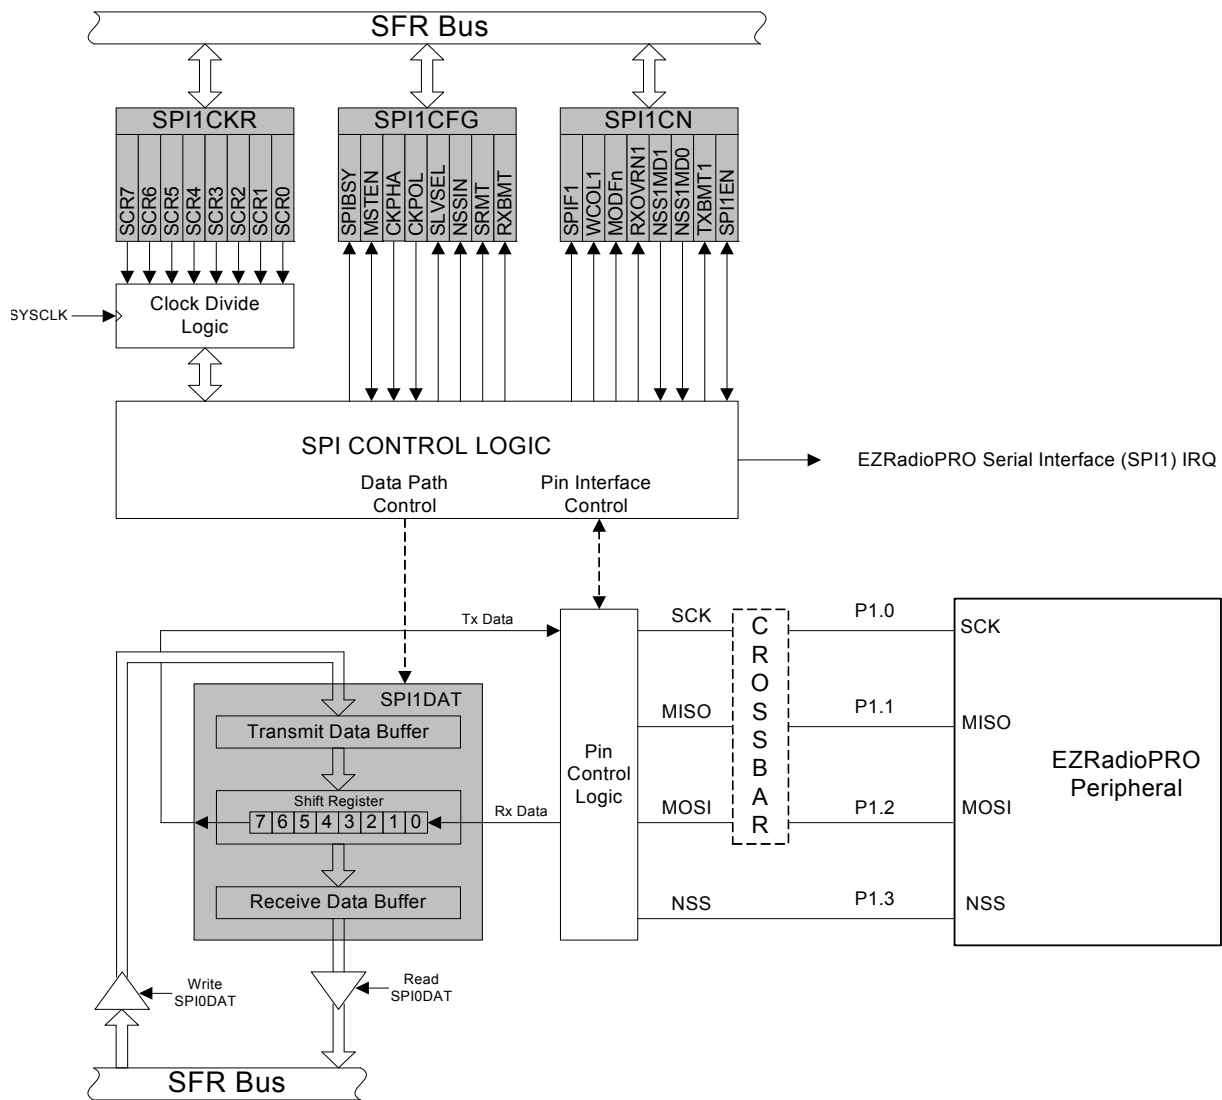 SFR Bus
SPI1CKR
SPI1CFG
SPI1CN
SCR7
SCR6
SCR5
SCR4
SCR3
SCR2
SCR1
SCR0
SPIBSY
MSTEN
CKPHA
CKPOL
SLVSEL
NSSIN
SRMT
RXBMT
SPIF1
WCOL1
MODFn
RXOVRN1
NSS1MD1
NSS1MD0
TXBMT1
SPI1EN
SYSCLK
Clock Divide
Logic
SPI CONTROL LOGIC
Data Path
Control
Pin Interface
Control
EZRadioPRO Serial Interface (SPI1) IRQ
Tx Data
SPI1DAT
Transmit Data Buffer
Shift Register
7 6 5 4 3 2 1 0
Rx Data
Receive Data Buffer
Write
SPI0DAT
Read
SPI0DAT
SFR Bus
Pin
Control
Logic
SCK
MISO
MOSI
NSS
C
R
O
S
S
B
A
R
P1.0
P1.1
P1.2
P1.3
SCK
MISO
MOSI
NSS
EZRadioPRO
Peripheral